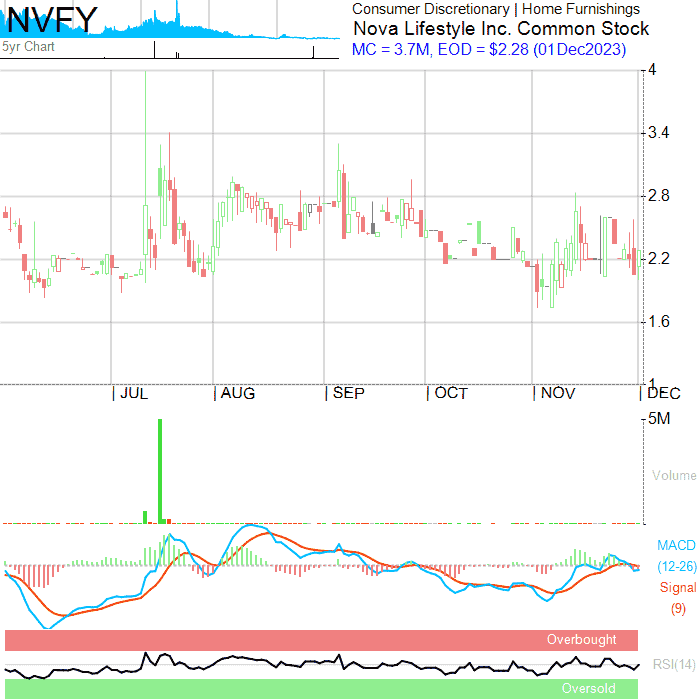 NVFY
5yr Chart
Consumer Discretionary | Home Furnishings
Nova Lifestyle Inc. Common Stock
MC = 3.7M, EOD = $2.28 (01Dec2023)
4
3.4
2.8
2.2
1.6
1
JUL AUG SEP OCT NOV DEC
5M
Volume
MACD
(12-26)
Signal
(9)
Overbought
RSI(14)
Oversold